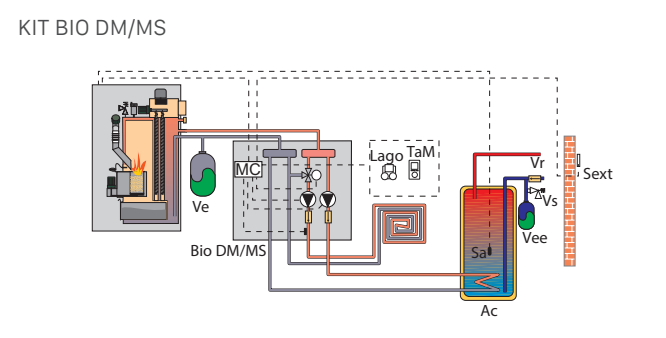 KIT BIO DM/MS
Lago TaM
MC
Vr
Sext
Ve
Vs
Vee
Bio DM/MS
Sa
Ac